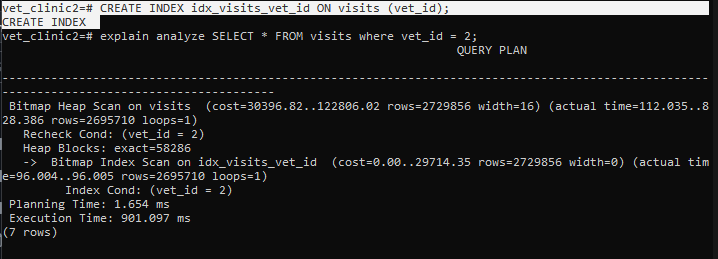 vet_clinic2=# CREATE INDEX idx_visits_vet_id ON visits (vet_id);
CREATE INDEX
vet_clinic2=# explain analyze SELECT * FROM visits where vet_id = 2;
                                                                   QUERY PLAN

-----------------------------------------------------------------------------------------------------
---------------------------------------
 Bitmap Heap Scan on visits  (cost=30396.82..122806.02 rows=2729856 width=16) (actual time=112.035..8
28.386 rows=2695710 loops=1)
   Recheck Cond: (vet_id = 2)
   Heap Blocks: exact=58286
   ->  Bitmap Index Scan on idx_visits_vet_id  (cost=0.00..29714.35 rows=2729856 width=0) (actual tim
e=96.004..96.005 rows=2695710 loops=1)
         Index Cond: (vet_id = 2)
 Planning Time: 1.654 ms
 Execution Time: 901.097 ms
(7 rows)